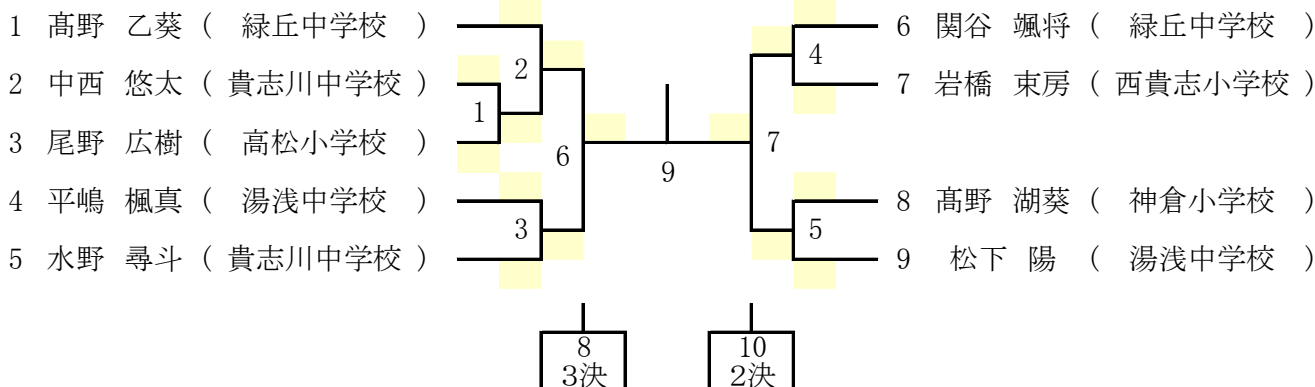 1 髙野 乙葵 ( 緑丘中学校 )
2 中西 悠太 ( 貴志川中学校 )
3 尾野 広樹 ( 高松小学校 )
4 平嶋 楓真 ( 湯浅中学校 )
5 水野 尋斗 ( 貴志川中学校 )
2
1
6
3
9
4
7
5
6 関谷 颯将 ( 緑丘中学校 )
7 岩橋 束房 ( 西貴志小学校 )
8 髙野 湖葵 ( 神倉小学校 )
9 松下 陽 ( 湯浅中学校 )
8
3決
10
2決